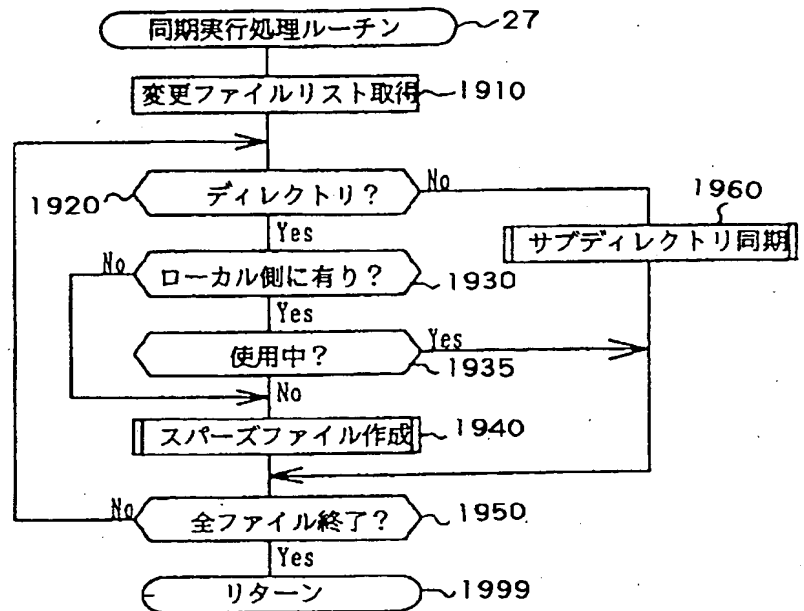 同期実行処理ルーチン 27
変更ファイルリスト取得 1910
1920 ディレクトリ? No
1960
Yes
サブディレクトリ同期
No ローカル側に有り? 1930
Yes
使用中? Yes
1935
No
スパーズファイル作成 1940
No 全ファイル終了? 1950
Yes
リターン 1999